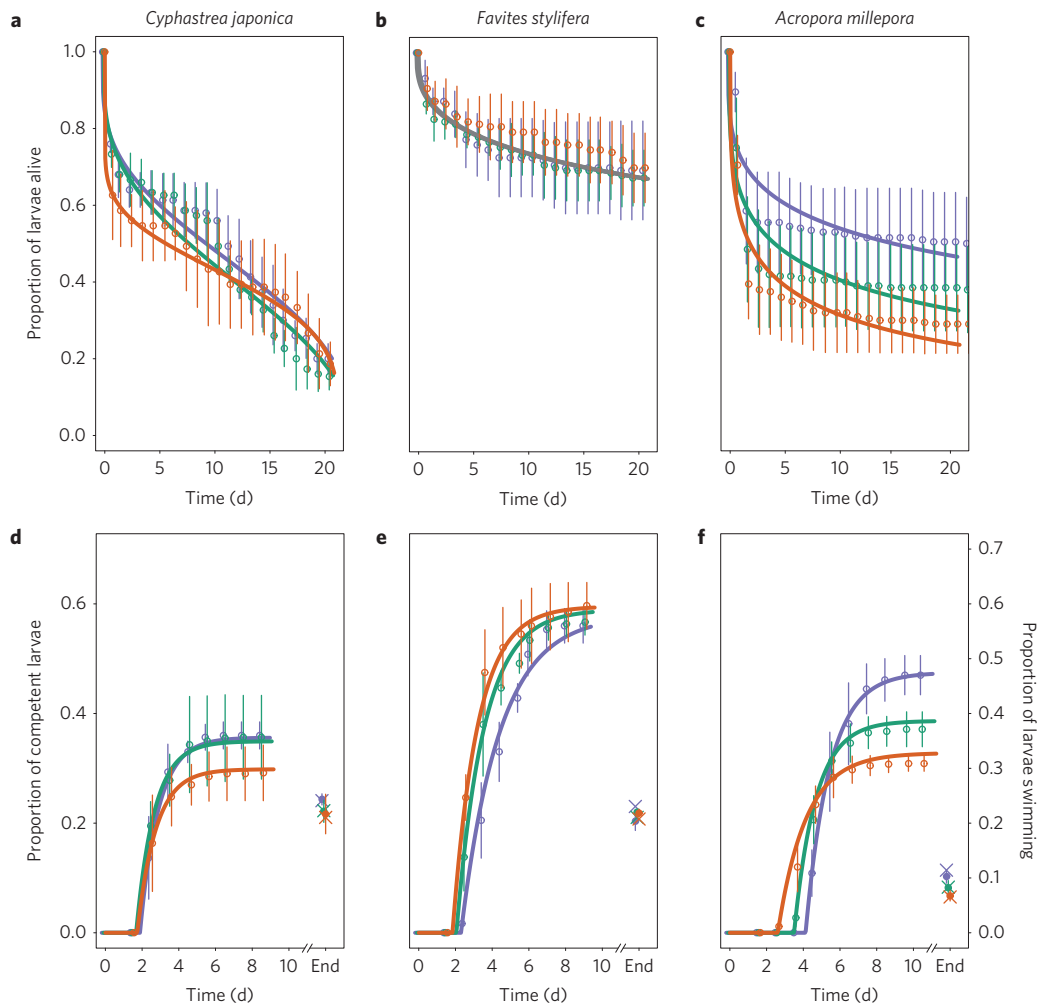 a
Cyphastrea japonica
b
Favites stylifera
c
Acropora millepora
Proportion of larvae alive
1.0
0.8
0.6
0.4
0.2
0.0
0 5 10 15 20
0 5 10 15 20
0 5 10 15 20
Time (d)
Time (d)
Time (d)
d
e
f
Proportion of competent larvae
0.6
0.4
0.2
0.0
0.7
0.6
0.5
0.4
0.3
0.2
0.1
0.0
Proportion of larvae swimming
0 2 4 6 8 10 End
0 2 4 6 8 10 End
0 2 4 6 8 10 End
Time (d)
Time (d)
Time (d)